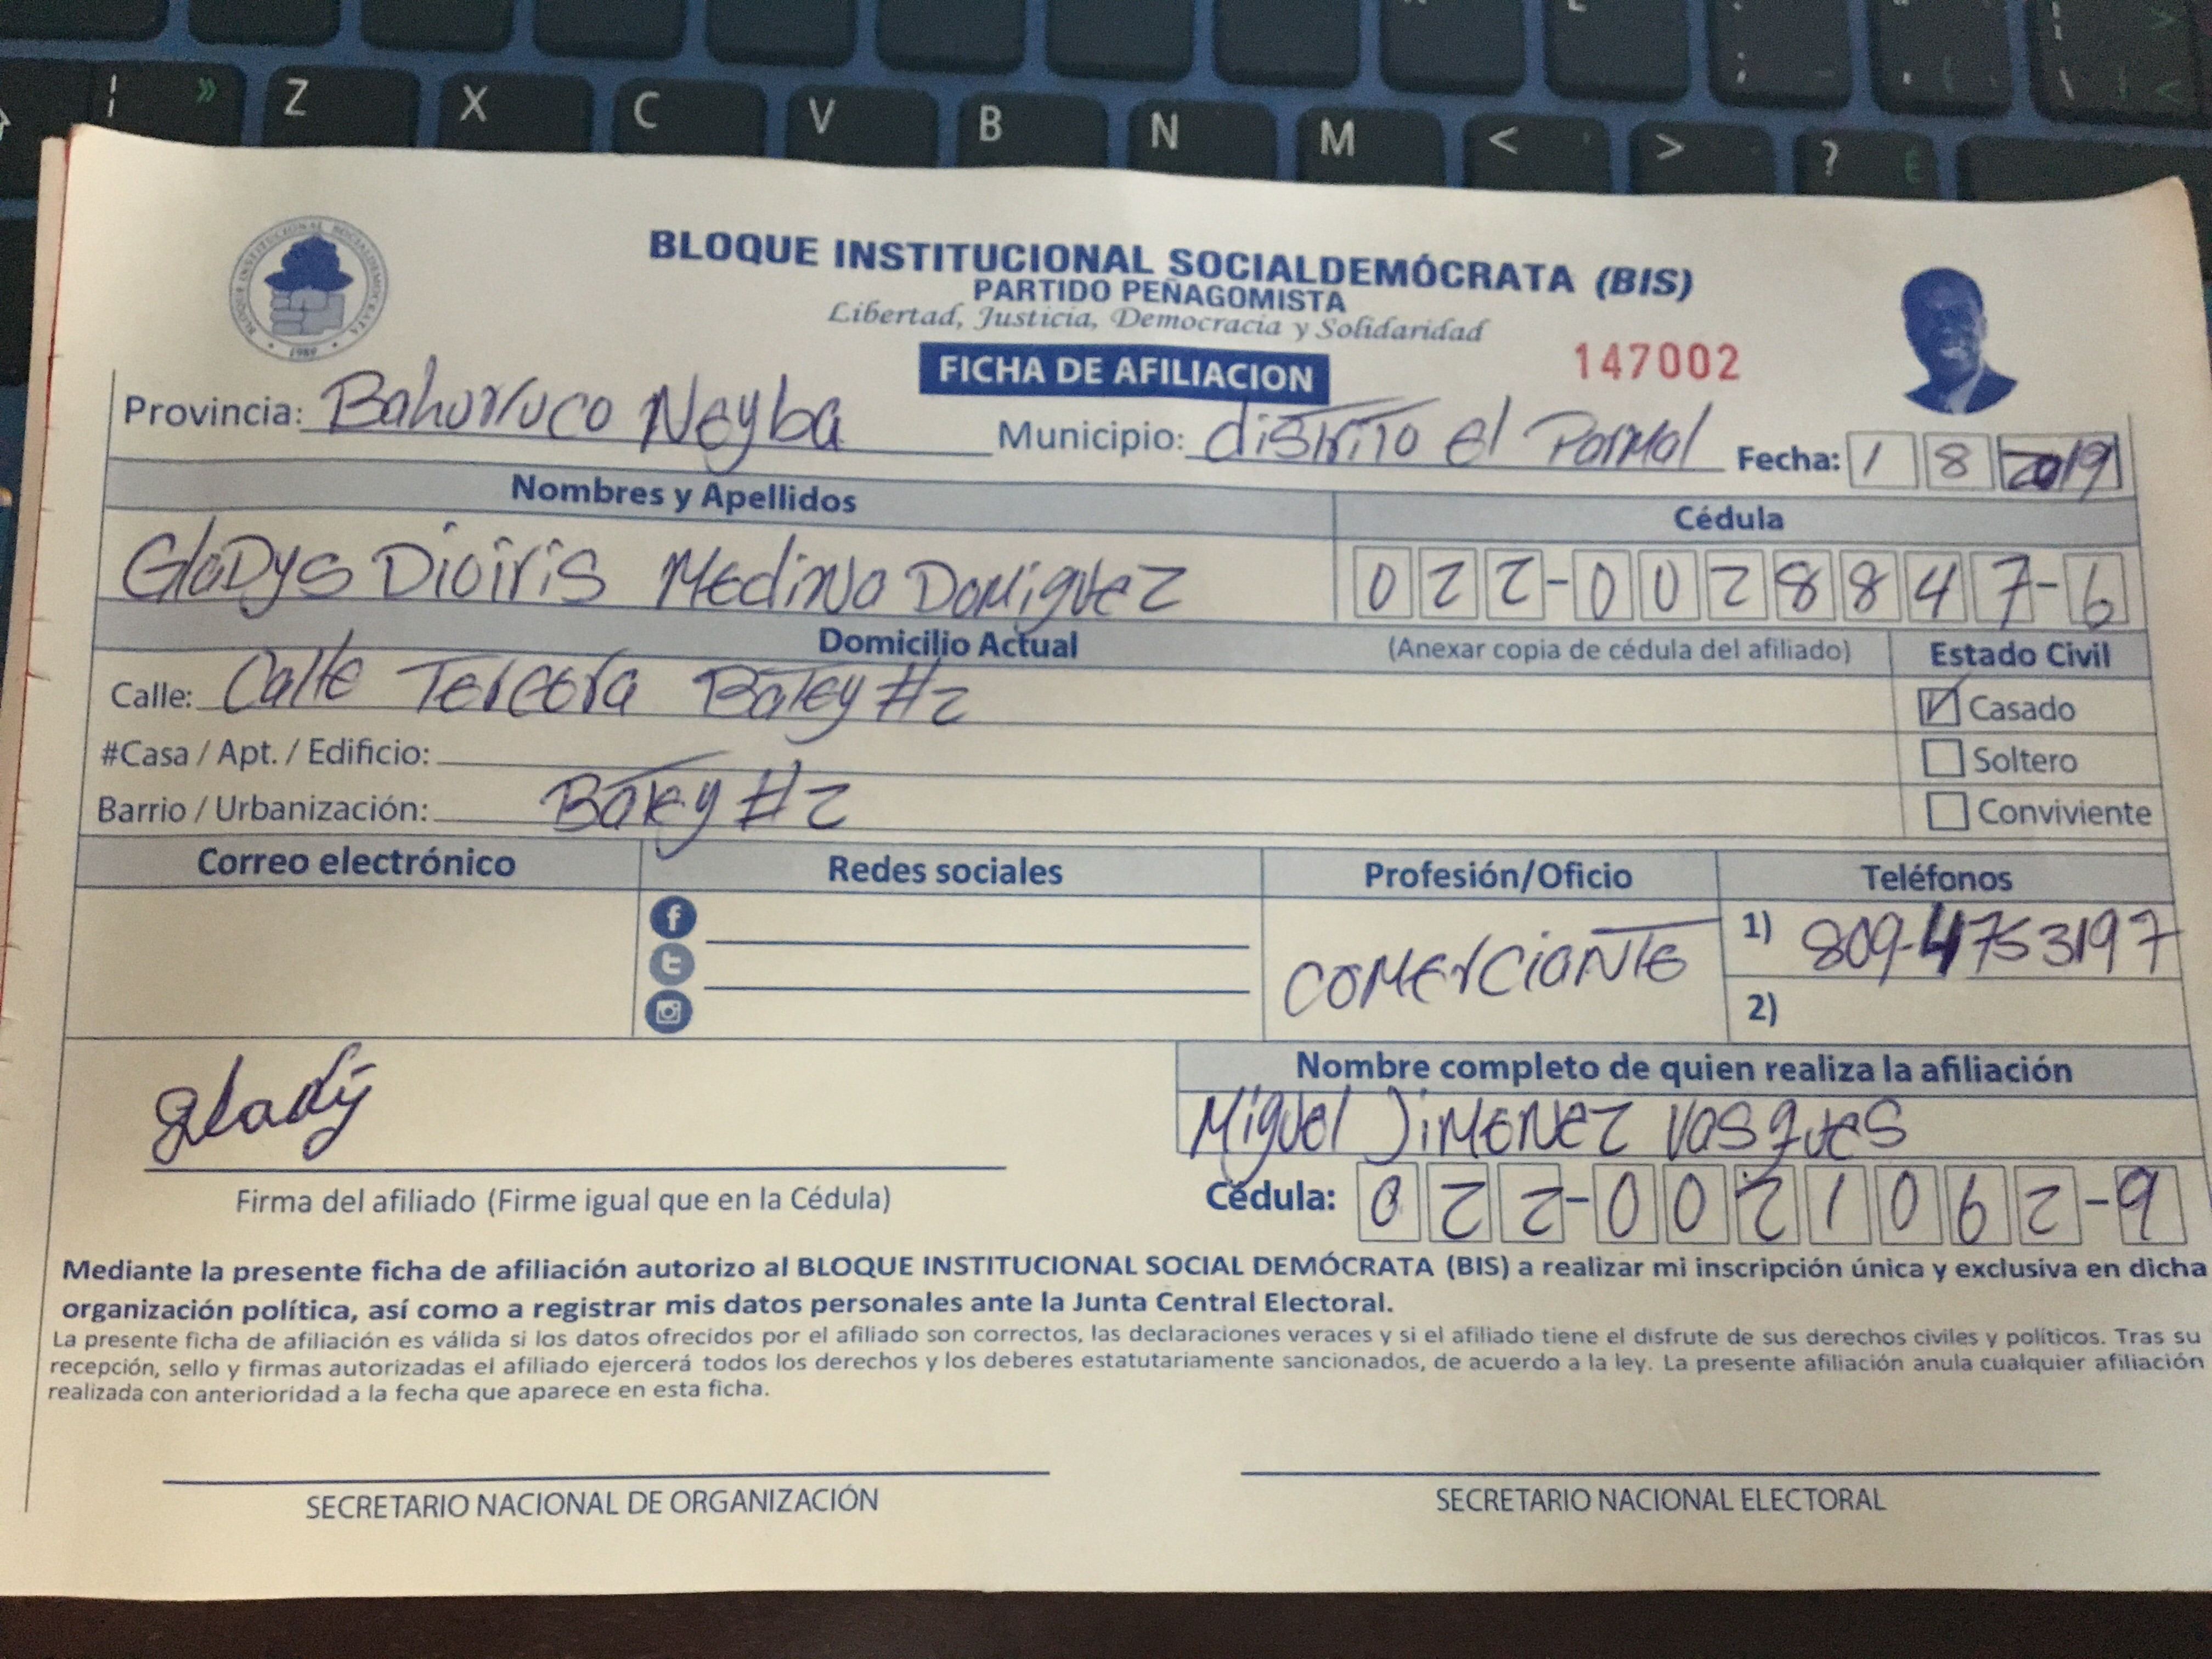 Z X C V B N M < > ?
BLOQUE INSTITUCIONAL SOCIALDEMÓCRATA (BIS)
PARTIDO PEÑAGOMISTA
Libertad, Justicia, Democracia y Solidaridad
FICHA DE AFILIACION
147002
Provincia: Bahorruco Neyba Municipio: distrito el Parmal Fecha: 1 8 2019
Nombres y Apellidos Cédula
GlaDys Dioiris Medina Domiguez 022-0028847-6
Domicilio Actual (Anexar copia de cédula del afiliado) Estado Civil
Calle: Calle Tercera Batey #2 Casado
#Casa / Apt. / Edificio: Soltero
Barrio / Urbanización: Batey #2 Conviviente
Correo electrónico Redes sociales Profesión/Oficio Teléfonos
COMERCIANTE 1) 809-4753197
2)
Nombre completo de quien realiza la afiliación
glady Miguel JIMENEZ Vasques
Firma del afiliado (Firme igual que en la Cédula) Cédula: 022-0021062-9
Mediante la presente ficha de afiliación autorizo al BLOQUE INSTITUCIONAL SOCIAL DEMÓCRATA (BIS) a realizar mi inscripción única y exclusiva en dicha
organización política, así como a registrar mis datos personales ante la Junta Central Electoral.
La presente ficha de afiliación es válida si los datos ofrecidos por el afiliado son correctos, las declaraciones veraces y si el afiliado tiene el disfrute de sus derechos civiles y políticos. Tras su
recepción, sello y firmas autorizadas el afiliado ejercerá todos los derechos y los deberes estatutariamente sancionados, de acuerdo a la ley. La presente afiliación anula cualquier afiliación
realizada con anterioridad a la fecha que aparece en esta ficha.
SECRETARIO NACIONAL DE ORGANIZACIÓN SECRETARIO NACIONAL ELECTORAL